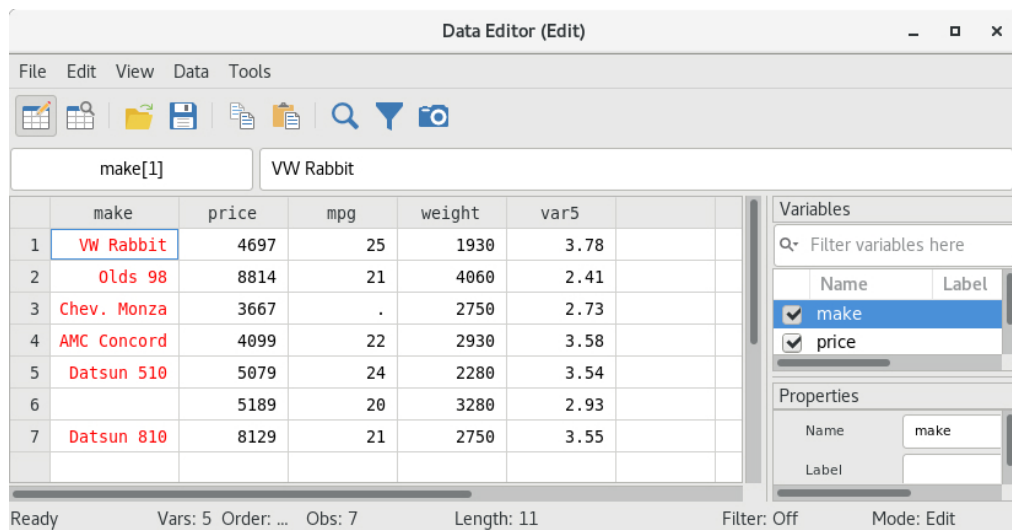 Data Editor (Edit)
File Edit View Data Tools
make[1] VW Rabbit
make price mpg weight var5
1 VW Rabbit 4697 25 1930 3.78
2 Olds 98 8814 21 4060 2.41
3 Chev. Monza 3667 . 2750 2.73
4 AMC Concord 4099 22 2930 3.58
5 Datsun 510 5079 24 2280 3.54
6 5189 20 3280 2.93
7 Datsun 810 8129 21 2750 3.55
Variables
Filter variables here
Name Label
make
price
Properties
Name make
Label
Ready Vars: 5 Order: ... Obs: 7 Length: 11 Filter: Off Mode: Edit